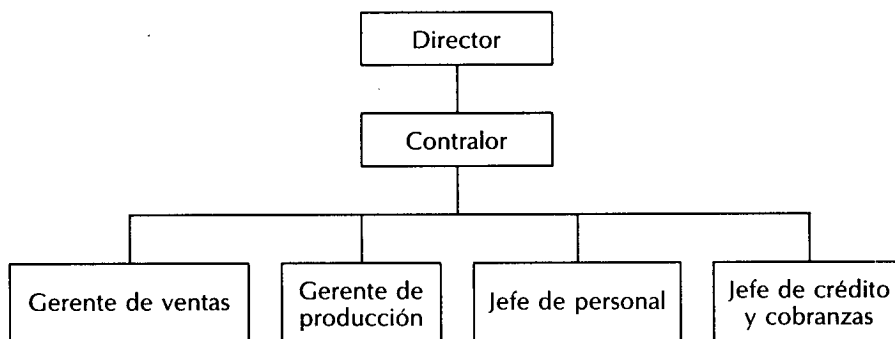 Director
Contralor
Gerente de ventas
Gerente de
producción
Jefe de personal
Jefe de crédito
y cobranzas